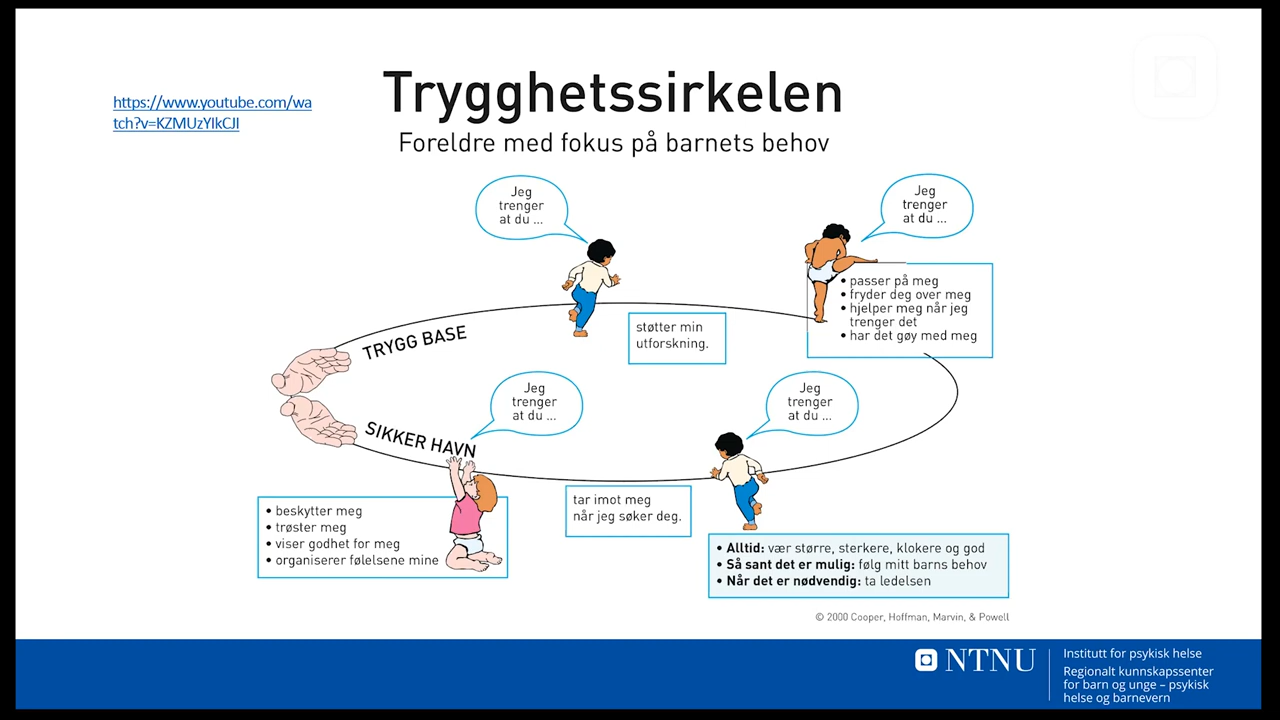 Trygghetssirkelen
https://www.youtube.com/wa
tch?v=KZMUzYIkCJI
Foreldre med fokus på barnets behov
Jeg
trenger
at du ...
Jeg
trenger
at du ...
• passer på meg
• fryder deg over meg
• hjelper meg når jeg
trenger det
• har det gøy med meg
støtter min
utforskning.
TRYGG BASE
Jeg
trenger
at du ...
Jeg
trenger
at du ...
SIKKER HAVN
• beskytter meg
• trøster meg
• viser godhet for meg
• organiserer følelsene mine
tar imot meg
når jeg søker deg.
• Alltid: vær større, sterkere, klokere og god
• Så sant det er mulig: følg mitt barns behov
• Når det er nødvendig: ta ledelsen
© 2000 Cooper, Hoffman, Marvin, & Powell
NTNU
Institutt for psykisk helse
Regionalt kunnskapssenter
for barn og unge – psykisk
helse og barnevern